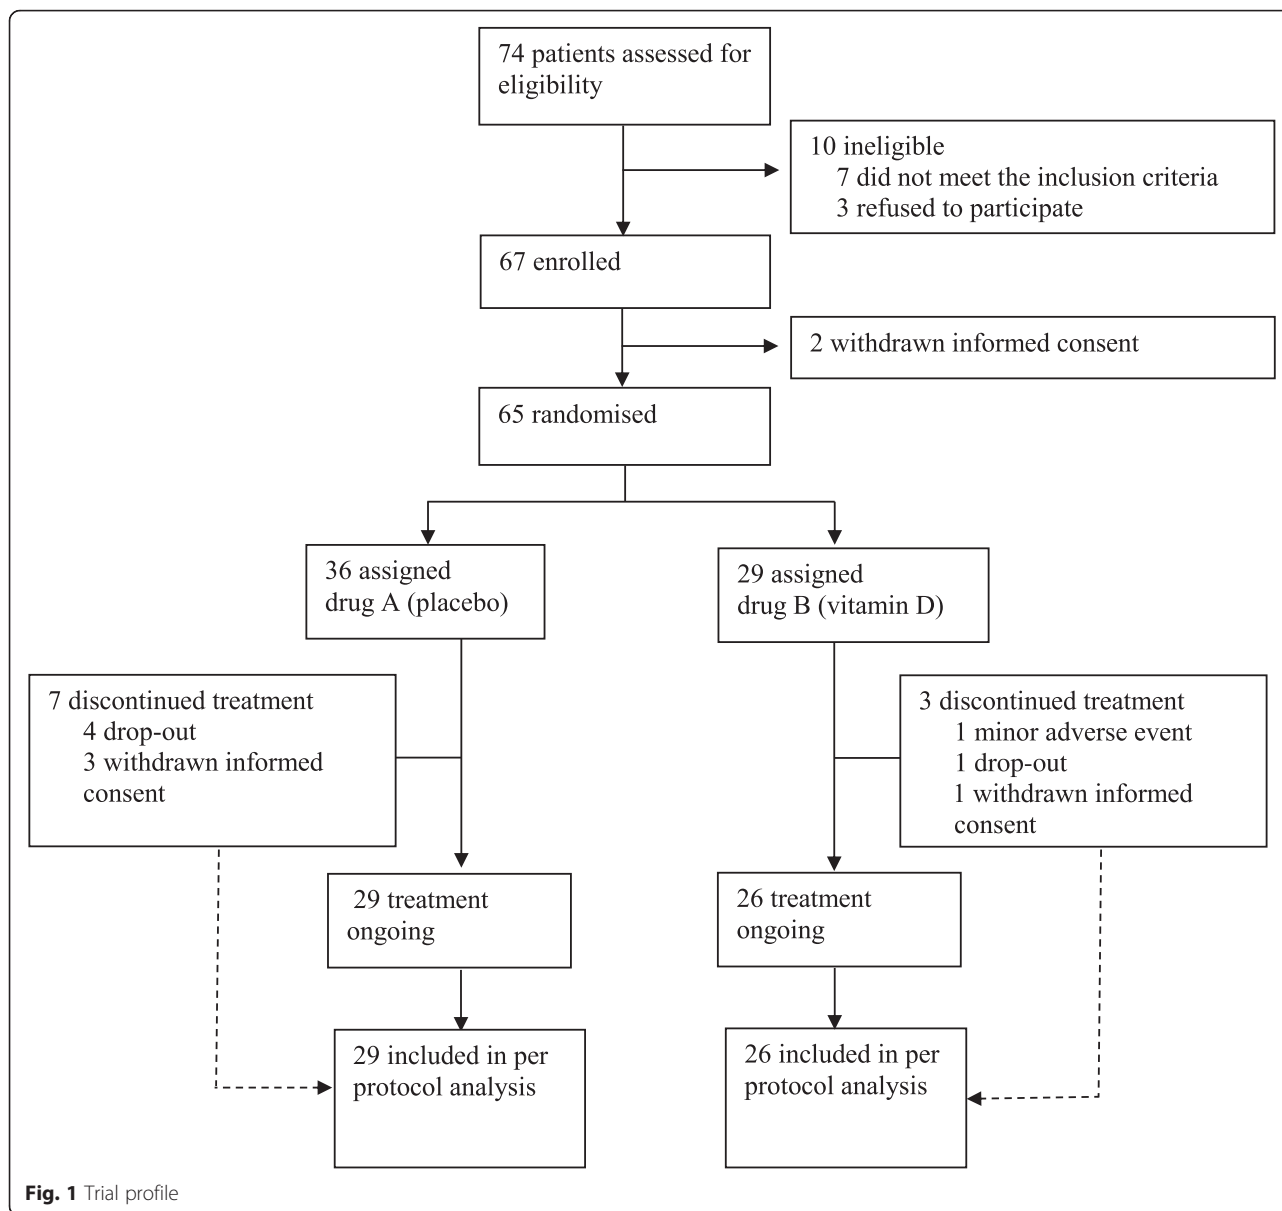 74 patients assessed for
eligibility
10 ineligible
7 did not meet the inclusion criteria
3 refused to participate
67 enrolled
2 withdrawn informed consent
65 randomised
36 assigned
drug A (placebo)
29 assigned
drug B (vitamin D)
7 discontinued treatment
4 drop-out
3 withdrawn informed
consent
3 discontinued treatment
1 minor adverse event
1 drop-out
1 withdrawn informed
consent
29 treatment
ongoing
26 treatment
ongoing
29 included in per
protocol analysis
26 included in per
protocol analysis
Fig. 1 Trial profile